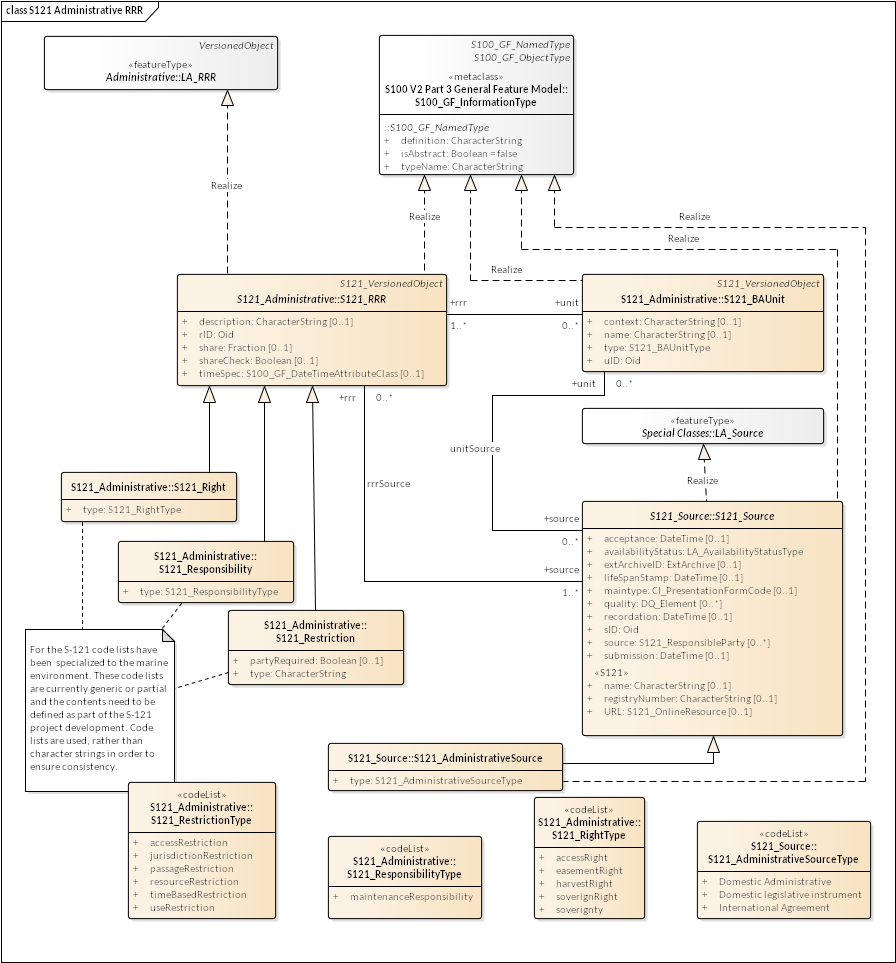 class S121 Administrative RRR
VersionedObject
«featureType»
Administrative::LA_RRR
S100_GF_NamedType
S100_GF_ObjectType
«metaclass»
S100 V2 Part 3 General Feature Model::
S100_GF_InformationType
::S100_GF_NamedType
+ definition: CharacterString
+ isAbstract: Boolean = false
+ typeName: CharacterString
Realize
Realize
Realize
Realize
Realize
S121_VersionedObject
S121_Administrative::S121_RRR
+ description: CharacterString [0..1]
+ rID: Oid
+ share: Fraction [0..1]
+ shareCheck: Boolean [0..1]
+ timeSpec: S100_GF_DateTimeAttributeClass [0..1]
+rrr
+unit
1..*
0..*
S121_VersionedObject
S121_Administrative::S121_BAUnit
+ context: CharacterString [0..1]
+ name: CharacterString [0..1]
+ type: S121_BAUnitType
+ uID: Oid
+rrr
0..*
+unit
0..*
«featureType»
Special Classes::LA_Source
unitSource
rrrSource
Realize
S121_Administrative::S121_Right
+ type: S121_RightType
S121_Administrative::
S121_Responsibility
+ type: S121_ResponsibilityType
S121_Administrative::
S121_Restriction
+ partyRequired: Boolean [0..1]
+ type: CharacterString
+source
0..*
+source
1..*
S121_Source::S121_Source
+ acceptance: DateTime [0..1]
+ availabilityStatus: LA_AvailabilityStatusType
+ extArchiveID: ExtArchive [0..1]
+ lifeSpanStamp: DateTime [0..1]
+ maintype: CI_PresentationFormCode [0..1]
+ quality: DQ_Element [0..*]
+ recordation: DateTime [0..1]
+ sID: Oid
+ source: S121_ResponsibleParty [0..*]
+ submission: DateTime [0..1]
«S121»
+ name: CharacterString [0..1]
+ registryNumber: CharacterString [0..1]
+ URL: S121_OnlineResource [0..1]
For the S-121 code lists have
been specialized to the marine
environment. These code lists
are currently generic or partial
and the contents need to be
defined as part of the S-121
project development. Code
lists are used, rather than
character strings in order to
ensure consistency.
S121_Source::S121_AdministrativeSource
+ type: S121_AdministrativeSourceType
«codeList»
S121_Administrative::
S121_RestrictionType
+ accessRestriction
+ jurisdictionRestriction
+ passageRestriction
+ resourceRestriction
+ timeBasedRestriction
+ useRestriction
«codeList»
S121_Administrative::
S121_ResponsibilityType
+ maintenanceResponsibility
«codeList»
S121_Administrative::
S121_RightType
+ accessRight
+ easementRight
+ harvestRight
+ soverignRight
+ soverignty
«codeList»
S121_Source::
S121_AdministrativeSourceType
+ Domestic Administrative
+ Domestic legislative instrument
+ International Agreement